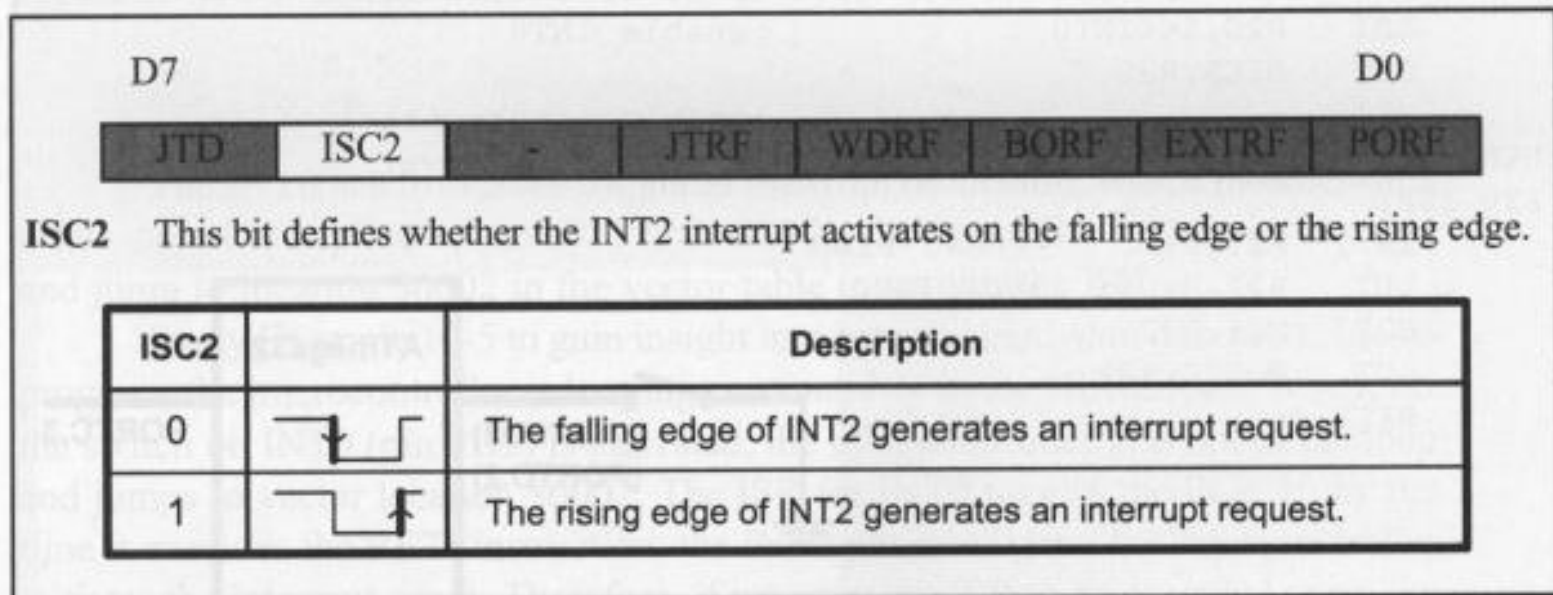 D7 D0
JTD ISC2 - JTRF WDRF BORF EXTRF PORF
ISC2 This bit defines whether the INT2 interrupt activates on the falling edge or the rising edge.
ISC2 Description
0 The falling edge of INT2 generates an interrupt request.
1 The rising edge of INT2 generates an interrupt request.